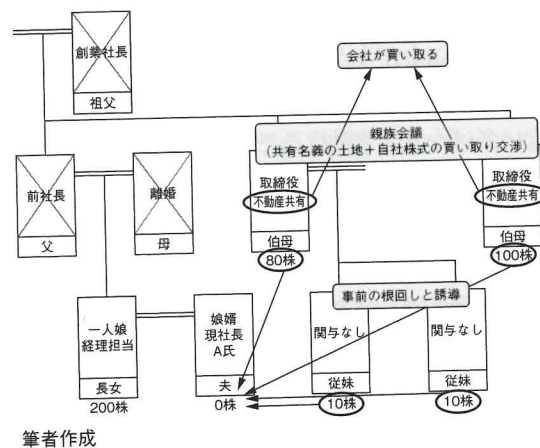 創業社長
祖父
会社が買い取る
親族会議
（共有名義の土地＋自社株式の買い取り交渉）
前社長
父
離婚
母
取締役
不動産共有
伯母
80株
取締役
不動産共有
伯母
100株
事前の根回しと誘導
一人娘
経理担当
長女
200株
娘婿
現社長
A氏
夫
0株
関与なし
従妹
10株
関与なし
従妹
10株
筆者作成